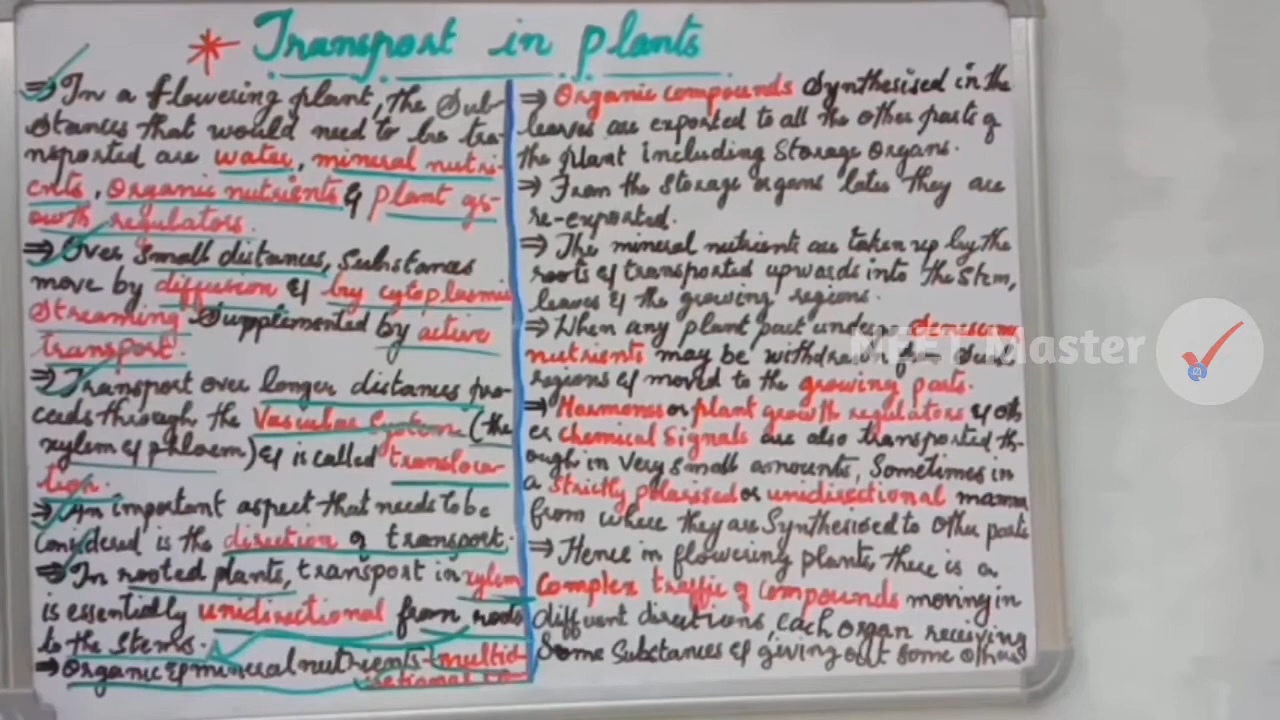 * Transport in plants
⇒ In a flowering plant, the Sub-
stances that would need to be tra-
nsported are water, mineral nutri-
ents, Organic nutrients & plant gr-
owth regulators.
⇒ Over Small distances, Substances
move by diffusion & by cytoplasmic
Streaming Supplemented by active
transport.
⇒ Transport over longer distances pro-
ceeds through the Vascular System (the
xylem & phloem) & is called transloca-
tion.
⇒ An important aspect that needs to be
Considered is the direction of transport.
⇒ In rooted plants, transport in xylem
is essentially unidirectional from roots
to the Stems.
⇒ Organic & mineral nutrients - multid-
irectional
⇒ Organic compounds Synthesised in the
leaves are exported to all the other parts of
the plant including Storage Organs.
⇒ From the Storage organs later they are
re-exported.
⇒ The mineral nutrients are taken up by the
roots & transported upwards into the Stem,
leaves & the growing regions.
⇒ When any plant part
nutrients may be withdrawn
regions & moved to the growing parts.
⇒ Harmones or plant growth regulators & oth
er Chemical Signals are also transported th-
ough in very small amounts, Sometimes in
a Strictly polarised or unidirectional manner
from where they are Synthesised to Other parts
⇒ Hence in flowering plants, there is a
Complex traffic of Compounds moving in
different directions, each organ receiving
Some Substances & giving out some others
NEET Master